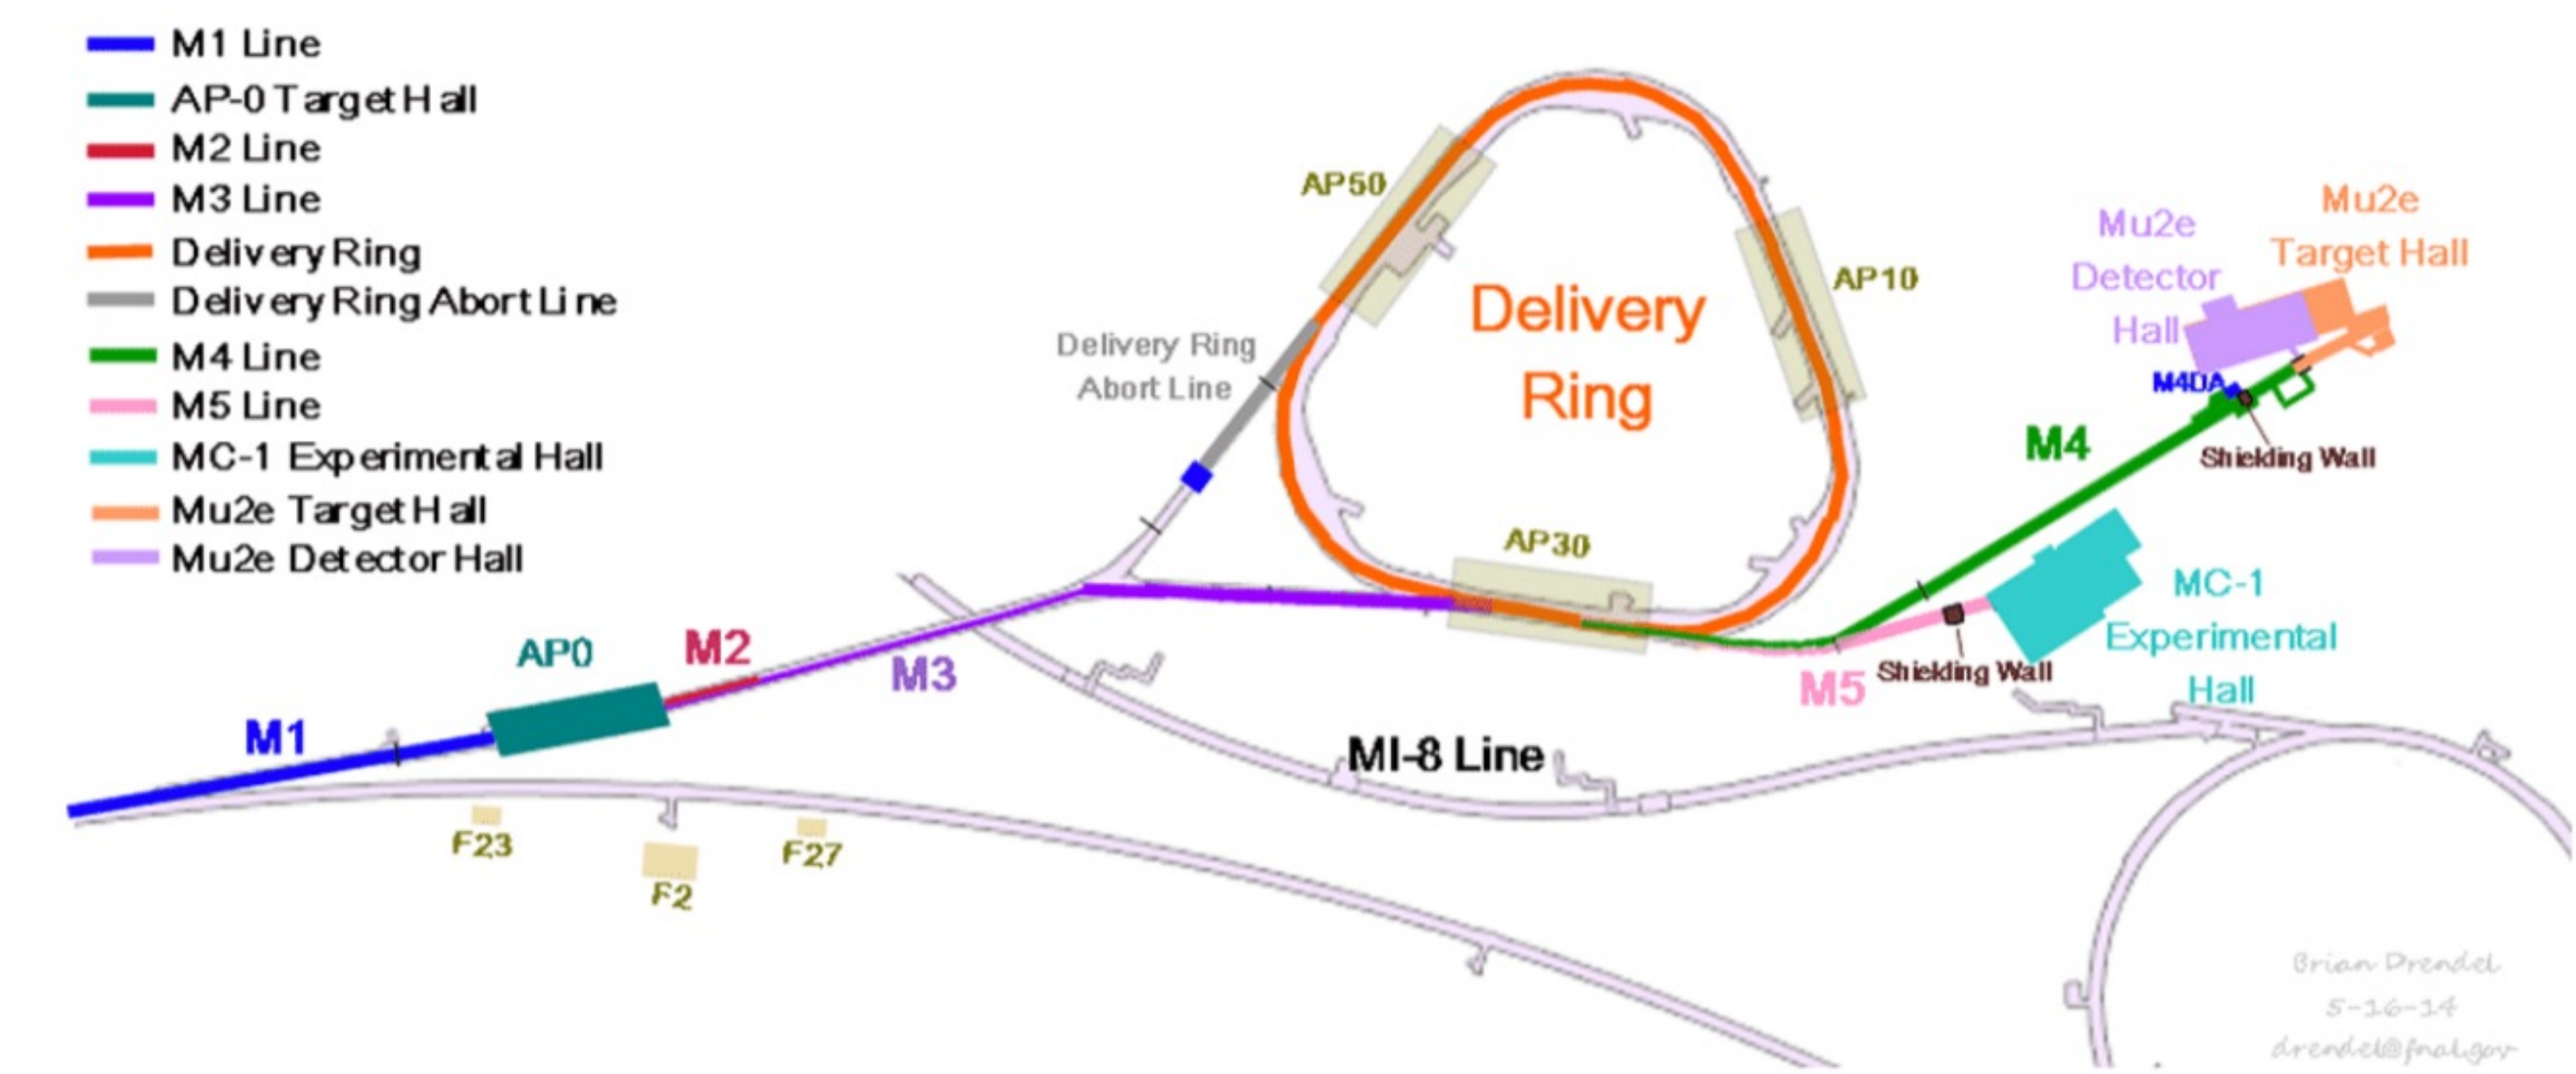 M1 Line
AP-0 Target Hall
M2 Line
M3 Line
Delivery Ring
Delivery Ring Abort Line
M4 Line
M5 Line
MC-1 Experimental Hall
Mu2e Target Hall
Mu2e Detector Hall
AP50
AP10
Delivery
Ring
Delivery Ring
Abort Line
AP30
Mu2e
Detector
Hall
Mu2e
Target Hall
M4DA
Shielding Wall
M4
MC-1
Experimental
Hall
Shielding Wall
M5
AP0
M2
M3
M1
MI-8 Line
F23
F2
F27
Brian Drendel
5-16-14
drendel@fnal.gov